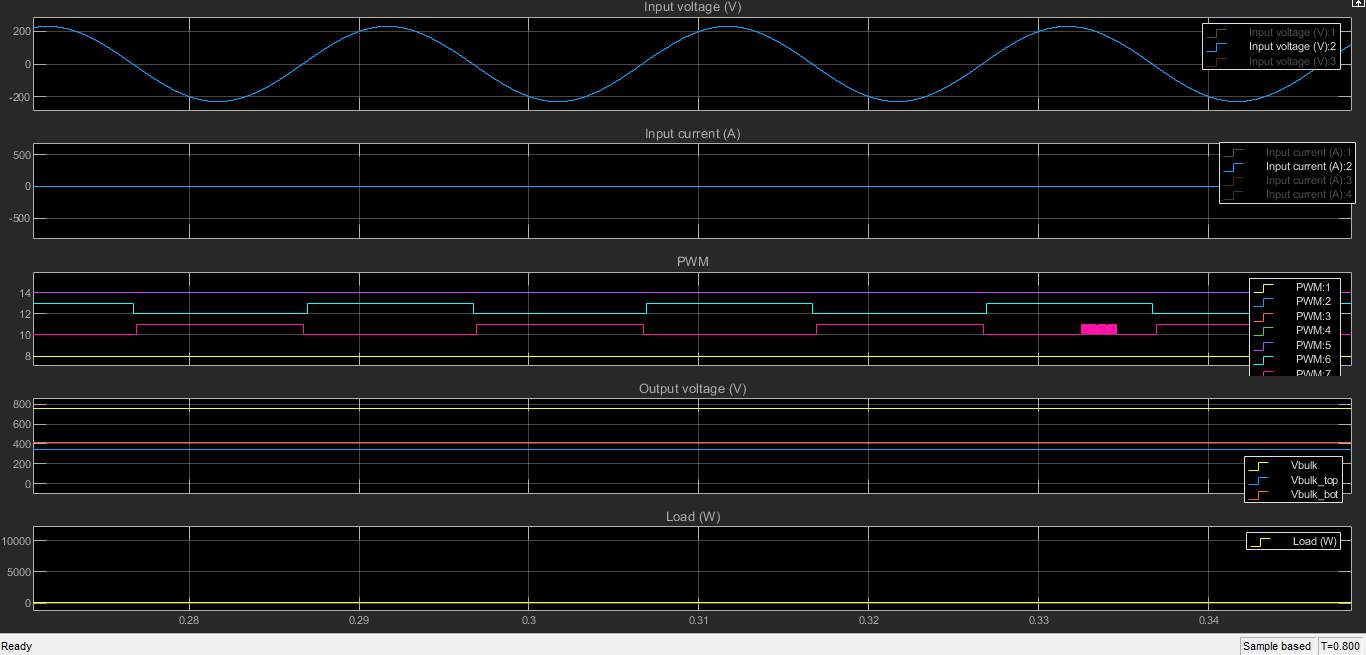 Input voltage (V)
200
0
-200
Input voltage (V):1
Input voltage (V):2
Input voltage (V):3
Input current (A)
500
0
-500
Input current (A):1
Input current (A):2
Input current (A):3
Input current (A):4
PWM
14
12
10
8
PWM:1
PWM:2
PWM:3
PWM:4
PWM:5
PWM:6
PWM:7
Output voltage (V)
800
600
400
200
0
Vbulk
Vbulk_top
Vbulk_bot
Load (W)
10000
5000
0
Load (W)
0.28 0.29 0.3 0.31 0.32 0.33 0.34
Ready Sample based T=0.800